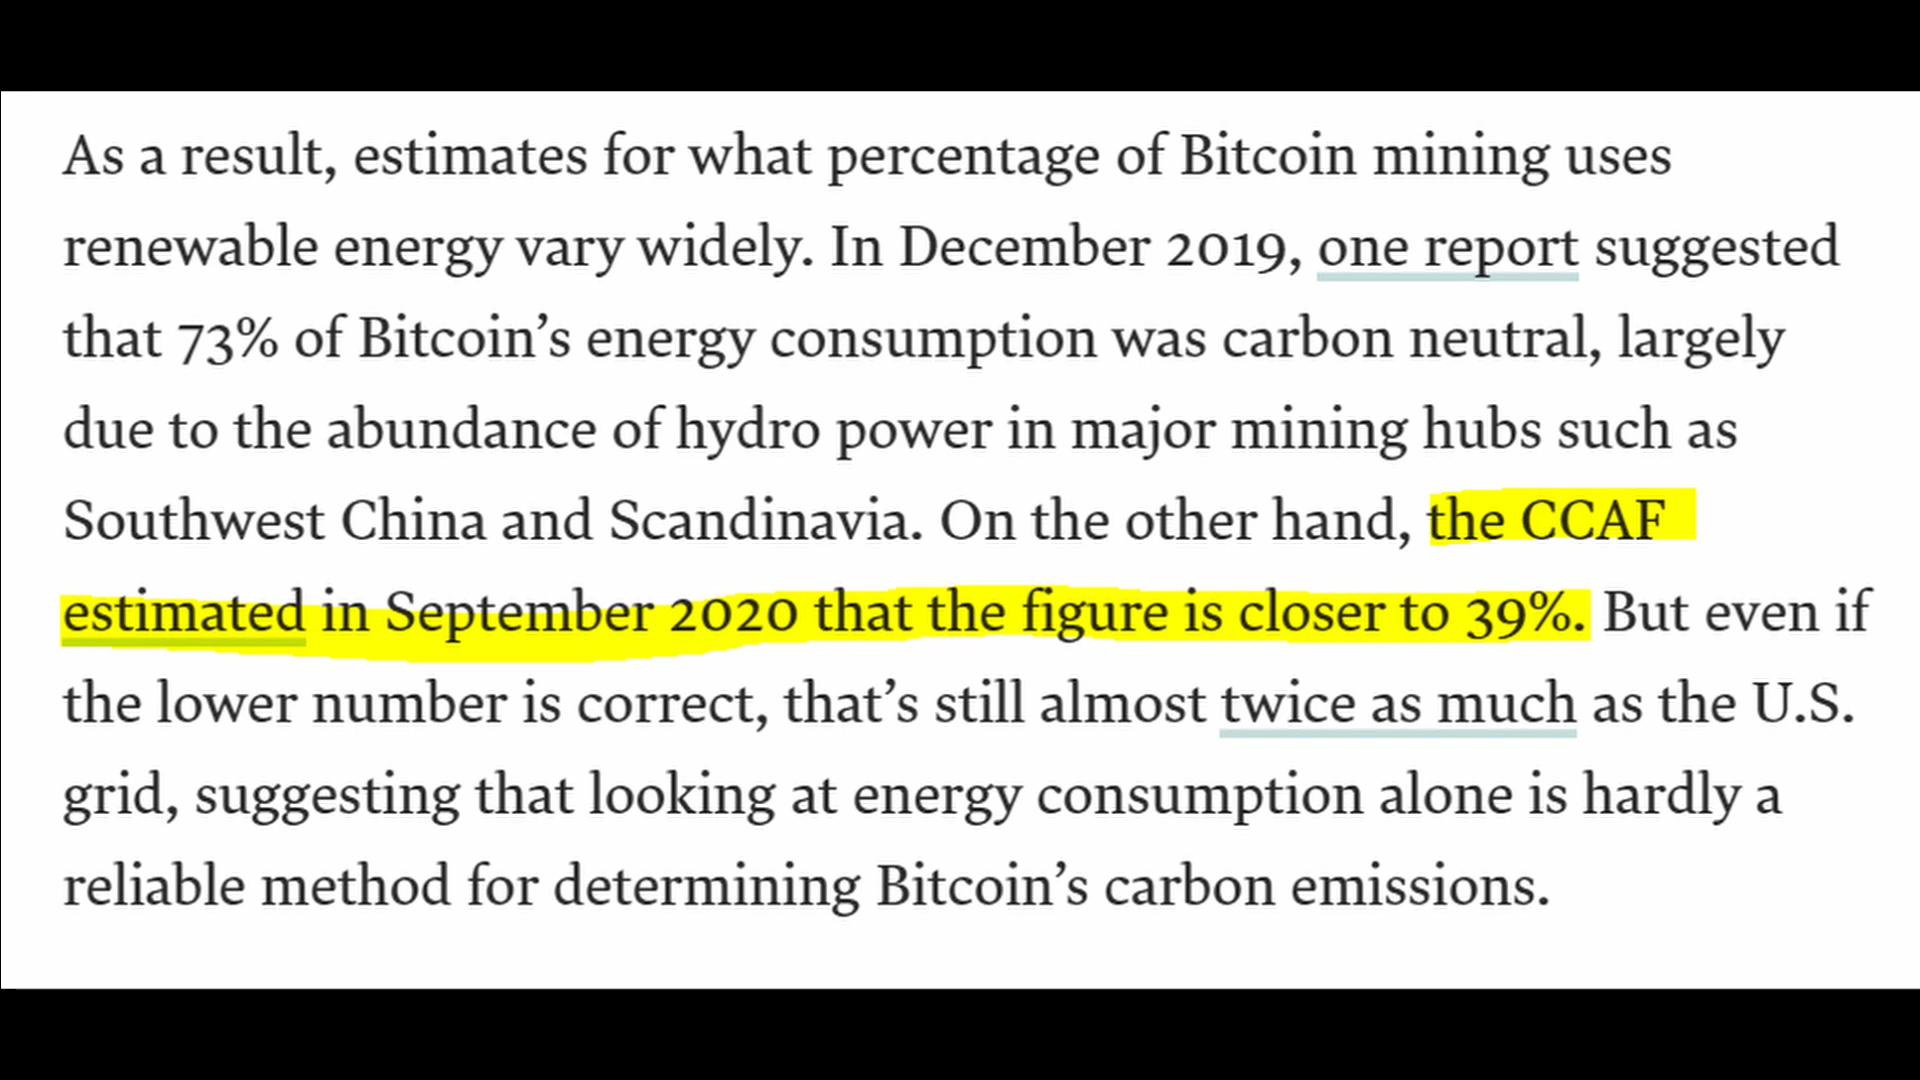 As a result, estimates for what percentage of Bitcoin mining uses
renewable energy vary widely. In December 2019, one report suggested
that 73% of Bitcoin’s energy consumption was carbon neutral, largely
due to the abundance of hydro power in major mining hubs such as
Southwest China and Scandinavia. On the other hand, the CCAF
estimated in September 2020 that the figure is closer to 39%. But even if
the lower number is correct, that’s still almost twice as much as the U.S.
grid, suggesting that looking at energy consumption alone is hardly a
reliable method for determining Bitcoin’s carbon emissions.